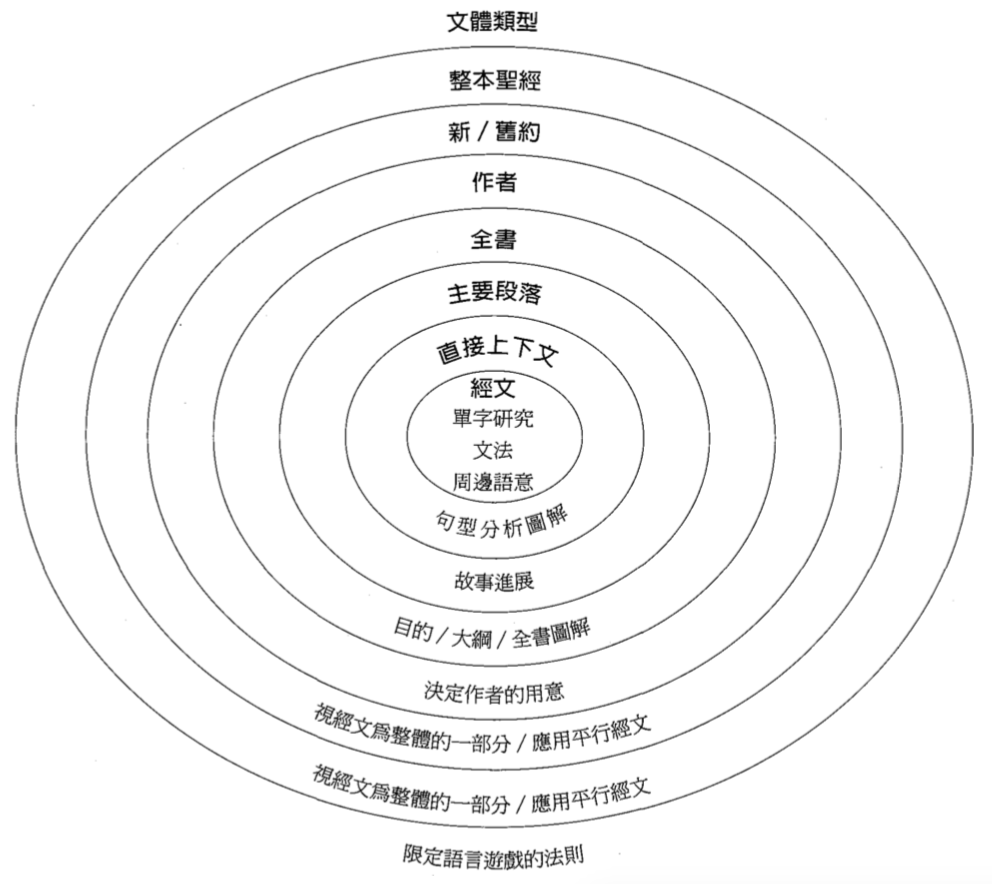 文體類型
整本聖經
新/舊約
作者
全書
主要段落
直接上下文
經文
單字研究
文法
周邊語意
句型分析圖解
故事進展
目的/大綱/全書圖解
決定作者的用意
視經文爲整體的一部分/應用平行經文
視經文爲整體的一部分/應用平行經文
限定語言遊戲的法則